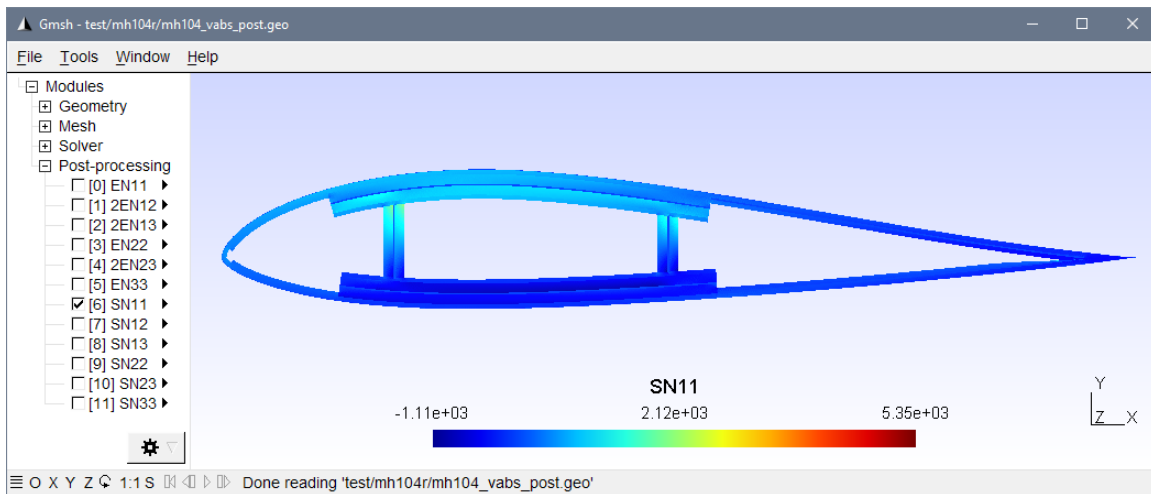 Gmsh - test/mh104r/mh104_vabs_post.geo
File Tools Window Help
Modules
Geometry
Mesh
Solver
Post-processing
[0] EN11
[1] 2EN12
[2] 2EN13
[3] EN22
[4] 2EN23
[5] EN33
[6] SN11
[7] SN12
[8] SN13
[9] SN22
[10] SN23
[11] SN33
SN11
-1.11e+03 2.12e+03 5.35e+03
Y
Z X
O X Y Z 1:1 S Done reading 'test/mh104r/mh104_vabs_post.geo'